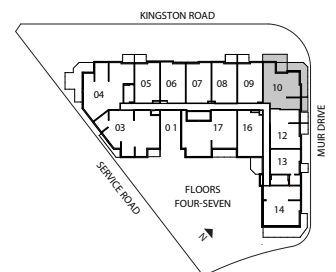 KINGSTON ROAD
04
05
06
07
08
09
10
03
01
17
16
12
13
14
MUIR DRIVE
SERVICE ROAD
FLOORS
FOUR-SEVEN
N